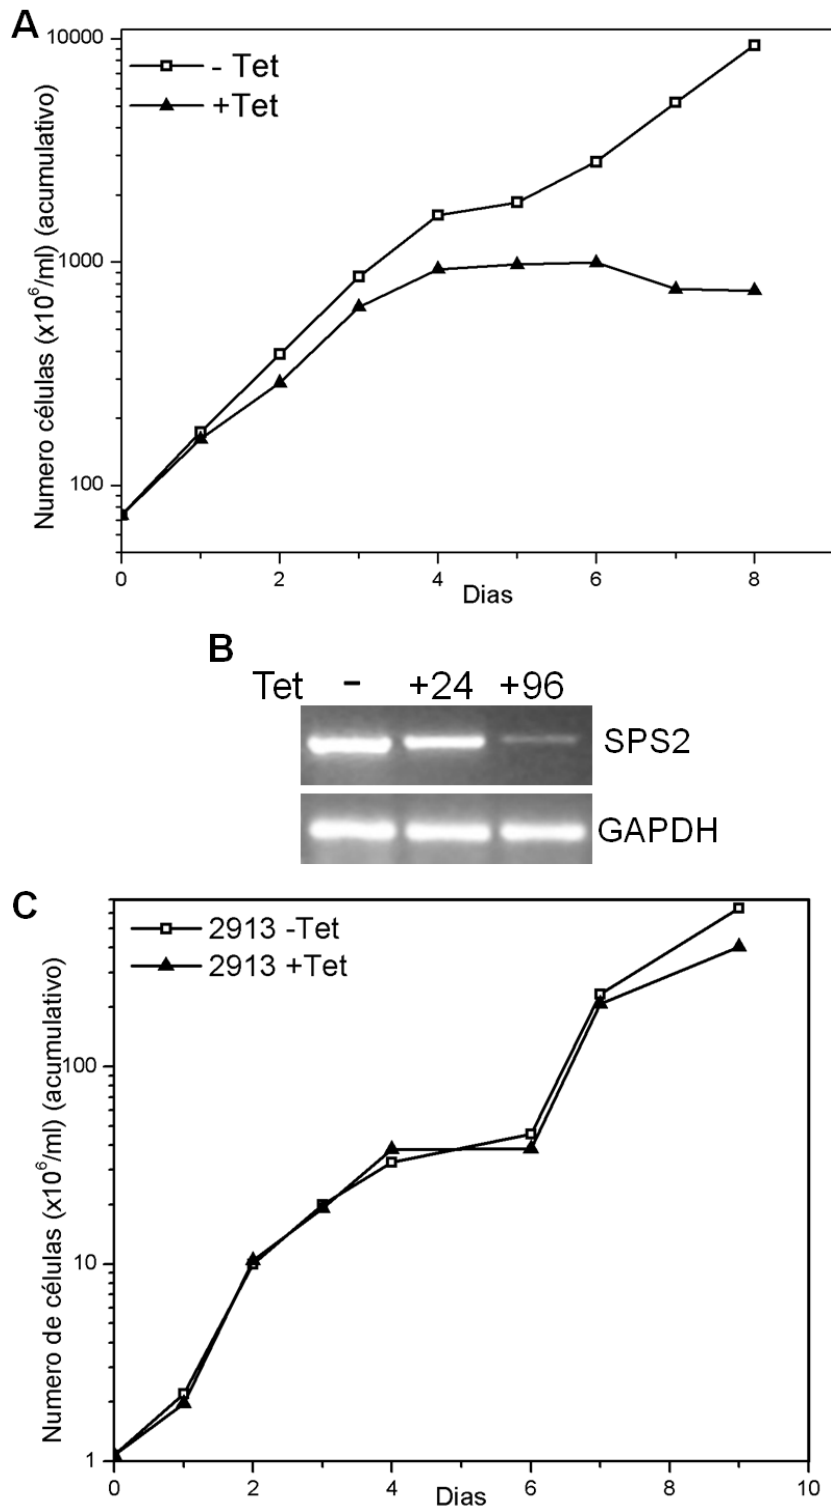 A
10000
1000
100
- Tet
+Tet
Numero células (x10⁶/ml) (acumulativo)
0 2 4 6 8
Dias
B
Tet - +24 +96
SPS2
GAPDH
C
2913 -Tet
2913 +Tet
100
10
1
Numero de células (x10⁶/ml) (acumulativo)
0 2 4 6 8 10
Dias